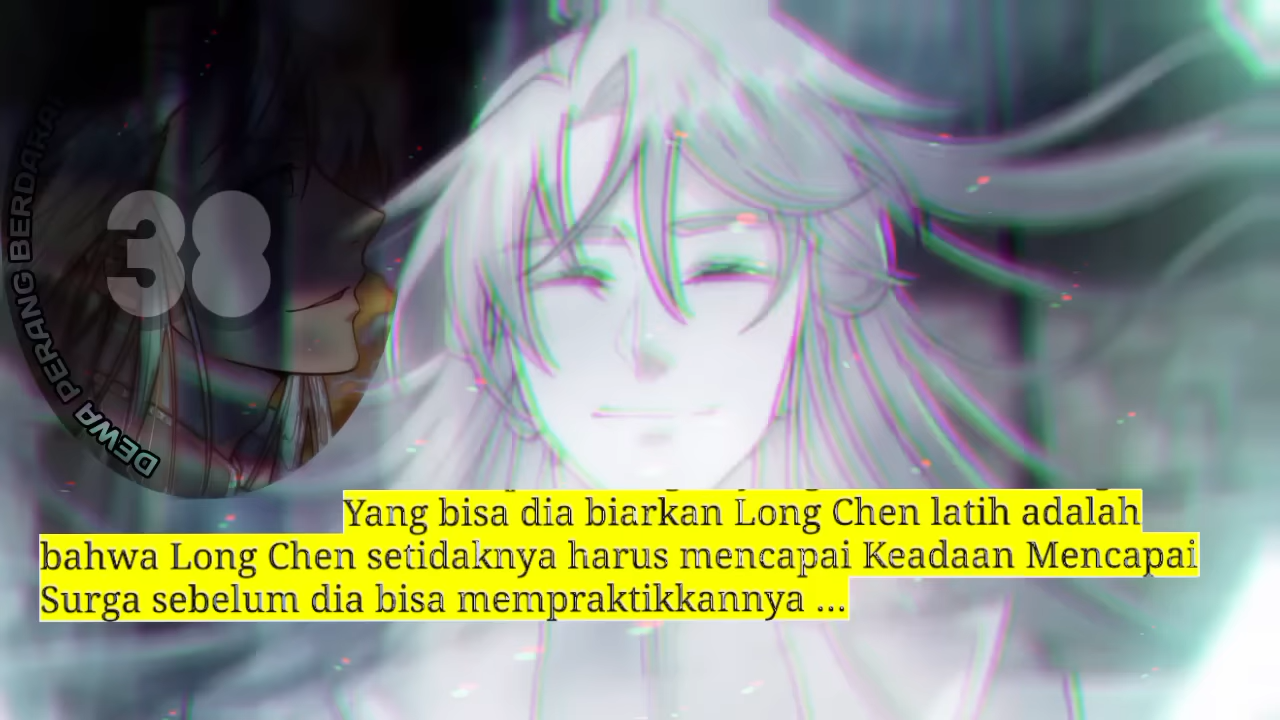 DEWA PERANG BERDARAH
38
Yang bisa dia biarkan Long Chen latih adalah
bahwa Long Chen setidaknya harus mencapai Keadaan Mencapai
Surga sebelum dia bisa mempraktikkannya ...